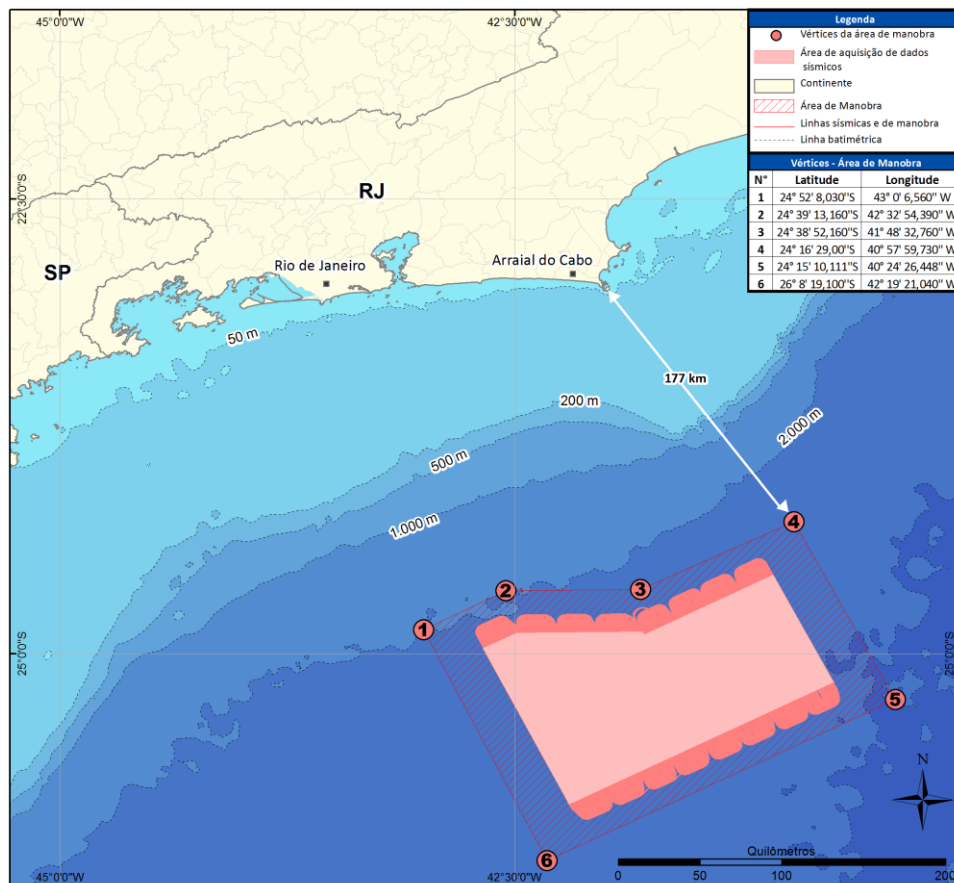 45°0'0"W
42°30'0"W
Legenda
Vértices da área de manobra
Área de aquisição de dados
sísmicos
Continente
Área de Manobra
Linhas sísmicas e de manobra
Linha batimétrica
Vértices - Área de Manobra
N° Latitude Longitude
1 24° 52' 8,030"S 43° 0' 6,560" W
2 24° 39' 13,160"S 42° 32' 54,390" W
3 24° 38' 52,160"S 41° 48' 32,760" W
4 24° 16' 29,00"S 40° 57' 59,730" W
5 24° 15' 10,111"S 40° 24' 26,448" W
6 26° 8' 19,100"S 42° 19' 21,040" W
22°30'0"S
RJ
SP
Rio de Janeiro
Arraial do Cabo
50 m
177 km
200 m
2.000 m
500 m
1.000 m
4
2
3
1
25°0'0"S
25°0'0"S
5
N
6
Quilômetros
45°0'0"W
42°30'0"W
0 50 100 200